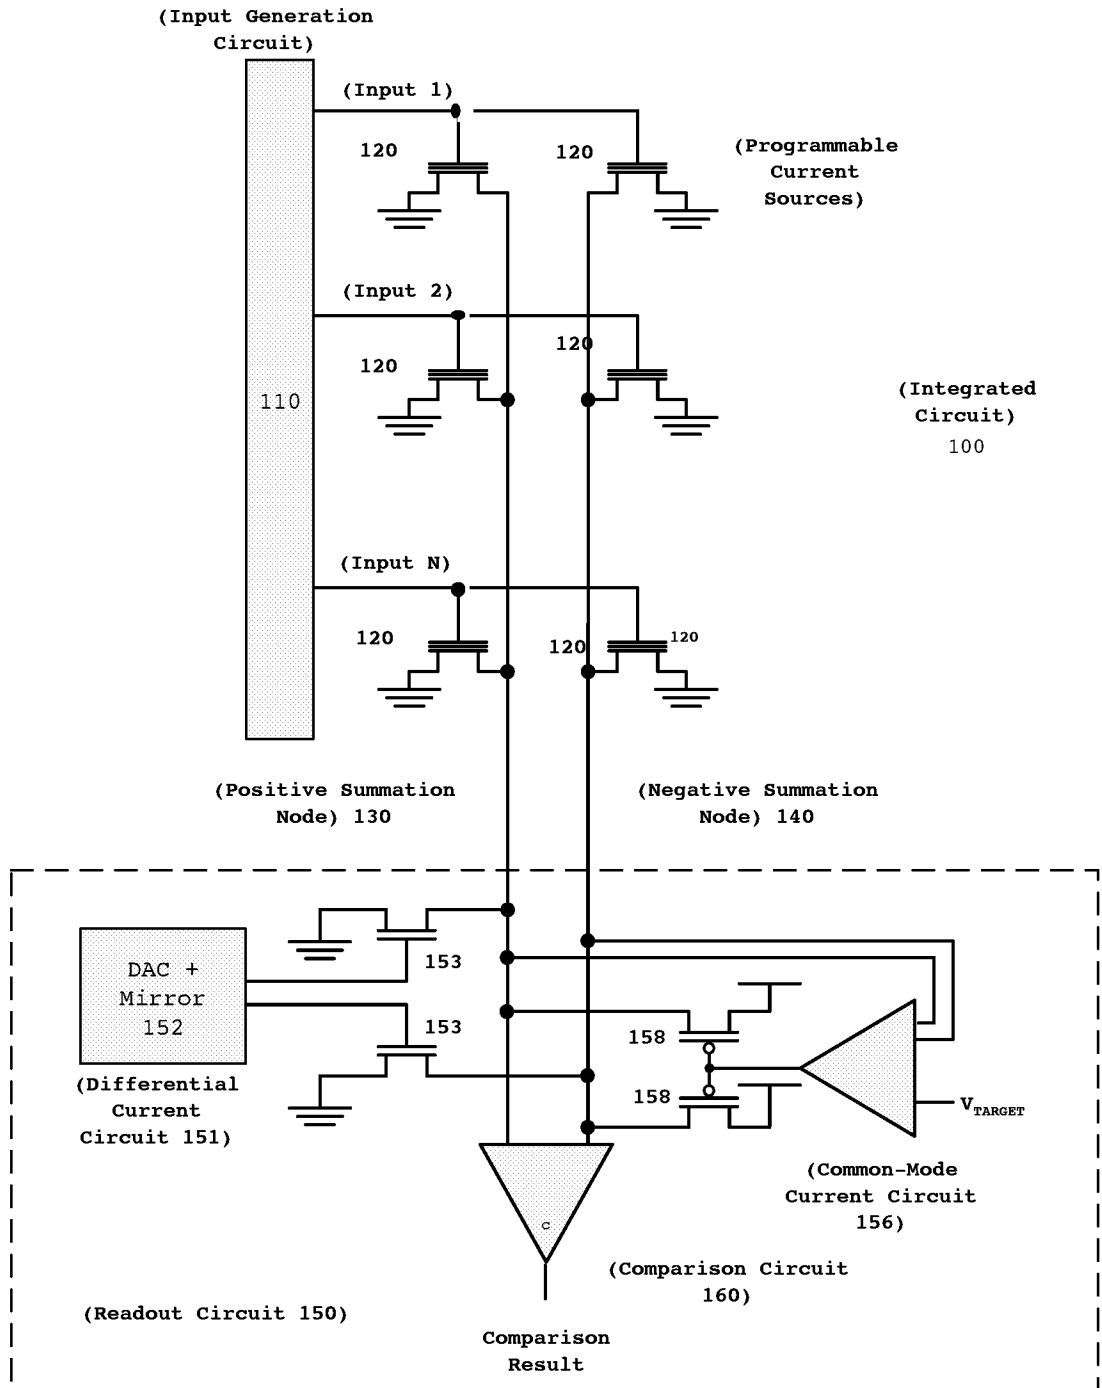 (Input Generation
Circuit)
(Input 1)
120
120
(Programmable
Current
Sources)
(Input 2)
120
120
110
(Integrated
Circuit)
100
(Input N)
120
120
120
(Positive Summation
Node) 130
(Negative Summation
Node) 140
DAC +
Mirror
152
153
153
158
158
(Differential
Current
Circuit 151)
VTARGET
(Common-Mode
Current Circuit
156)
C
(Comparison Circuit
160)
(Readout Circuit 150)
Comparison
Result